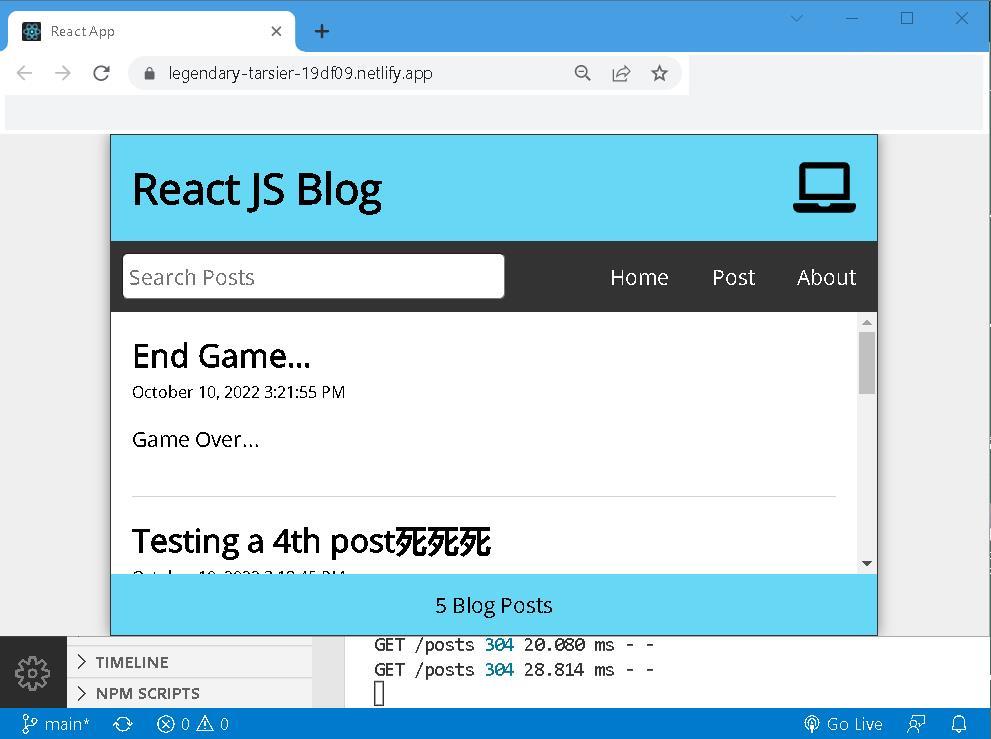 React App
legendary-tarsier-19df09.netlify.app
React JS Blog
Search Posts
Home Post About
End Game...
October 10, 2022 3:21:55 PM
Game Over...
Testing a 4th post死死死
5 Blog Posts
GET /posts 304 20.080 ms - -
TIMELINE
GET /posts 304 28.814 ms - -
NPM SCRIPTS
main* 0 0 Go Live